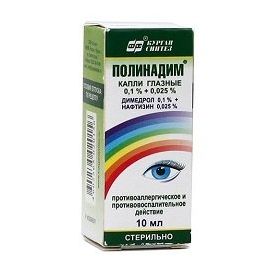 КУРГАН
СИНТЕЗ
ПОЛИНАДИМ®
КАПЛИ ГЛАЗНЫЕ
0,1 % + 0,025 %
ДИМЕДРОЛ 0,1 % +
НАФТИЗИН 0,025 %
противоаллергическое и
противовоспалительное
действие
10 мл
СТЕРИЛЬНО